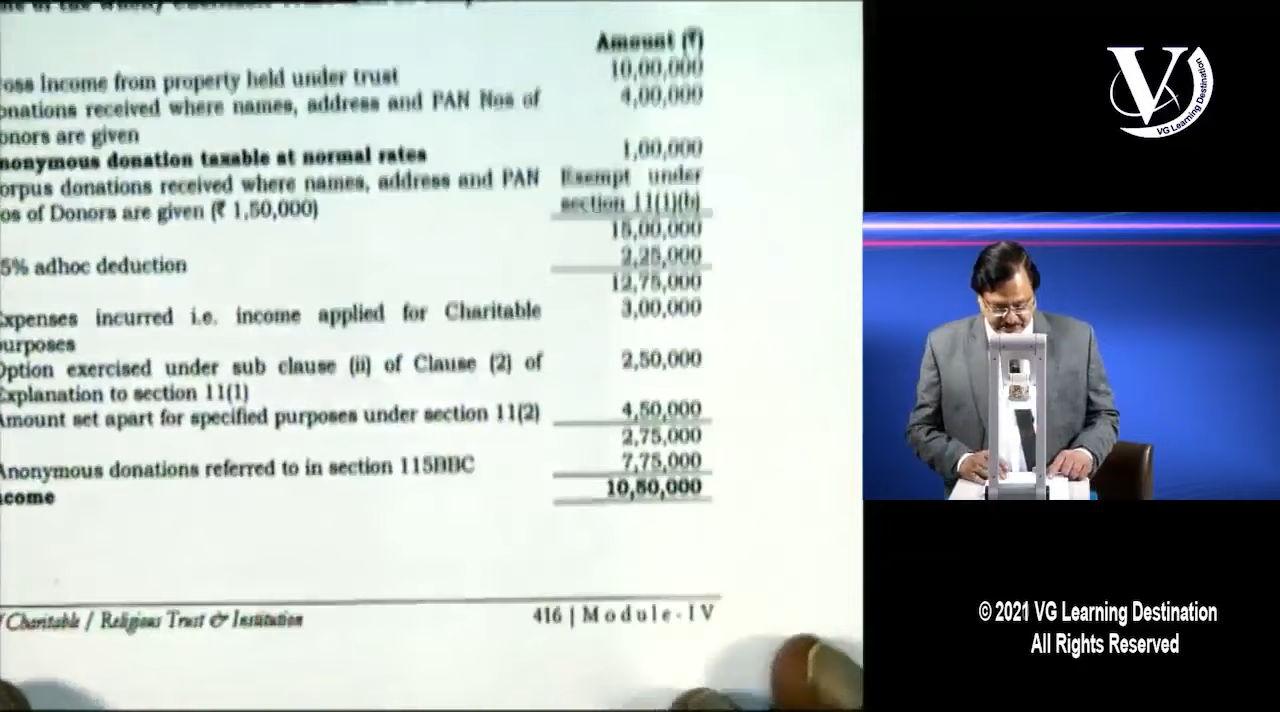 Amount (₹)
oss Income from property held under trust 10,00,000
onations received where names, address and PAN Nos of 4,00,000
onors are given
nonymous donation taxable at normal rates 1,00,000
orpus donations received where names, address and PAN Exempt under
os of Donors are given (₹ 1,50,000) section 11(1)(b)
15,00,000
5% adhoc deduction 2,25,000
12,75,000
Expenses incurred i.e. income applied for Charitable 3,00,000
purposes
Option exercised under sub clause (ii) of Clause (2) of 2,50,000
Explanation to section 11(1)
Amount set apart for specified purposes under section 11(2) 4,50,000
2,75,000
Anonymous donations referred to in section 115BBC 7,75,000
ncome 10,50,000
f Charitable / Religious Trust & Institution 416 | Module-IV
V
VG Learning Destination
© 2021 VG Learning Destination
All Rights Reserved